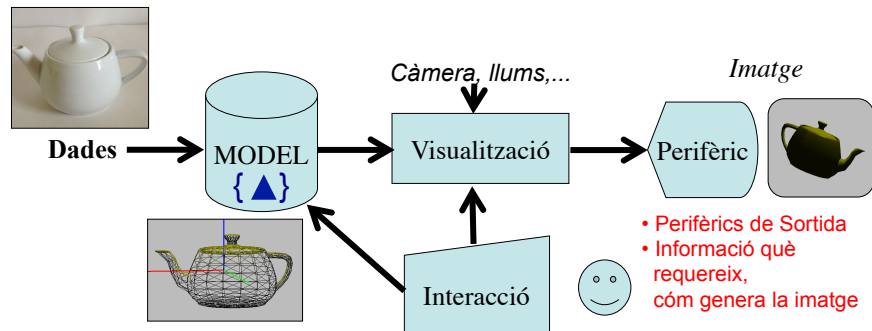 Càmera, llums,...
Imatge
Dades
MODEL
{▲}
Visualització
Perifèric
Interacció
• Perifèrics de Sortida
• Informació què
requereix,
cóm genera la imatge